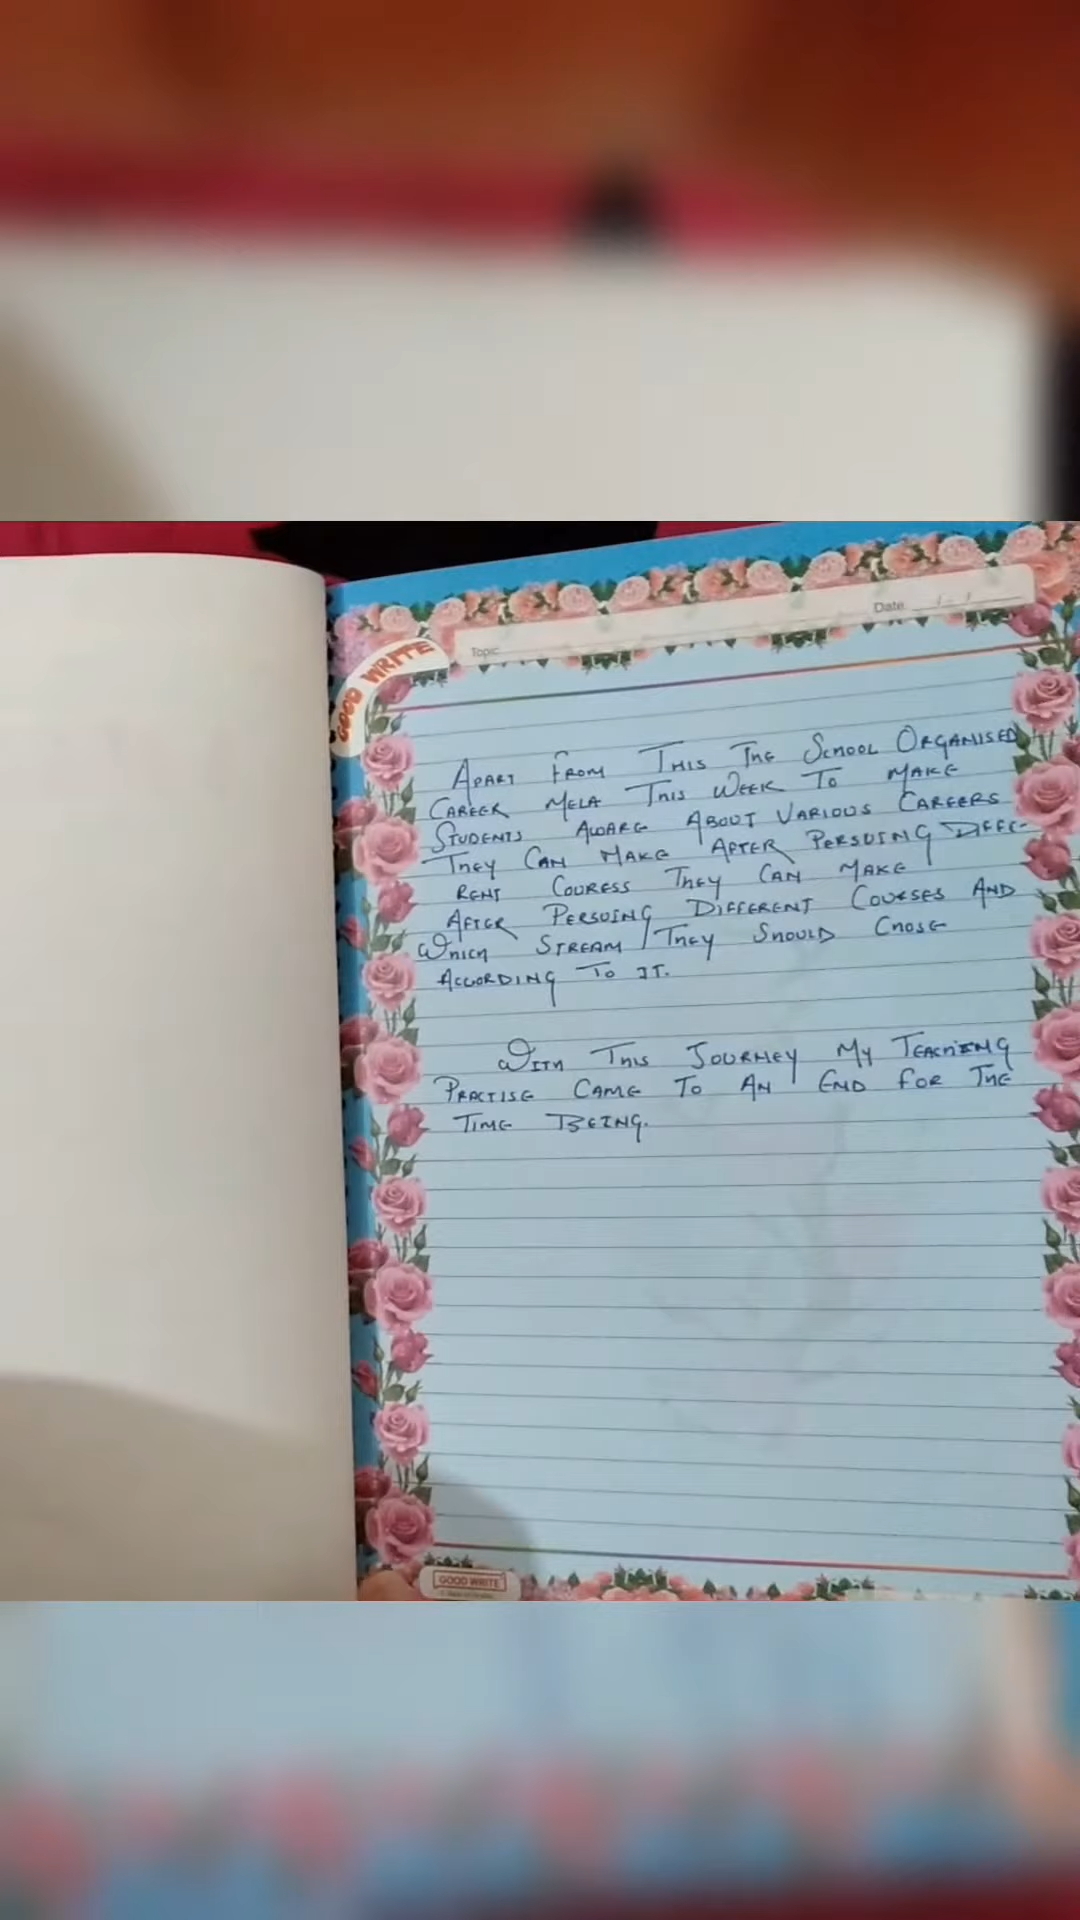 GOOD WRITE
Topic
Date
APART FROM THIS THE SCHOOL ORGANISED
CAREER MELA THIS WEEK TO MAKE
STUDENTS AWARE ABOUT VARIOUS CAREERS
THEY CAN MAKE AFTER PERSUING DIFFE-
RENT COURESS THEY CAN MAKE
AFTER PERSUING DIFFERENT COURSES AND
WHICH STREAM THEY SHOULD CHOSE
ACCORDING TO IT.
WITH THIS JOURNEY MY TEACHING
PRACTISE CAME TO AN END FOR THE
TIME BEING.
GOOD WRITE